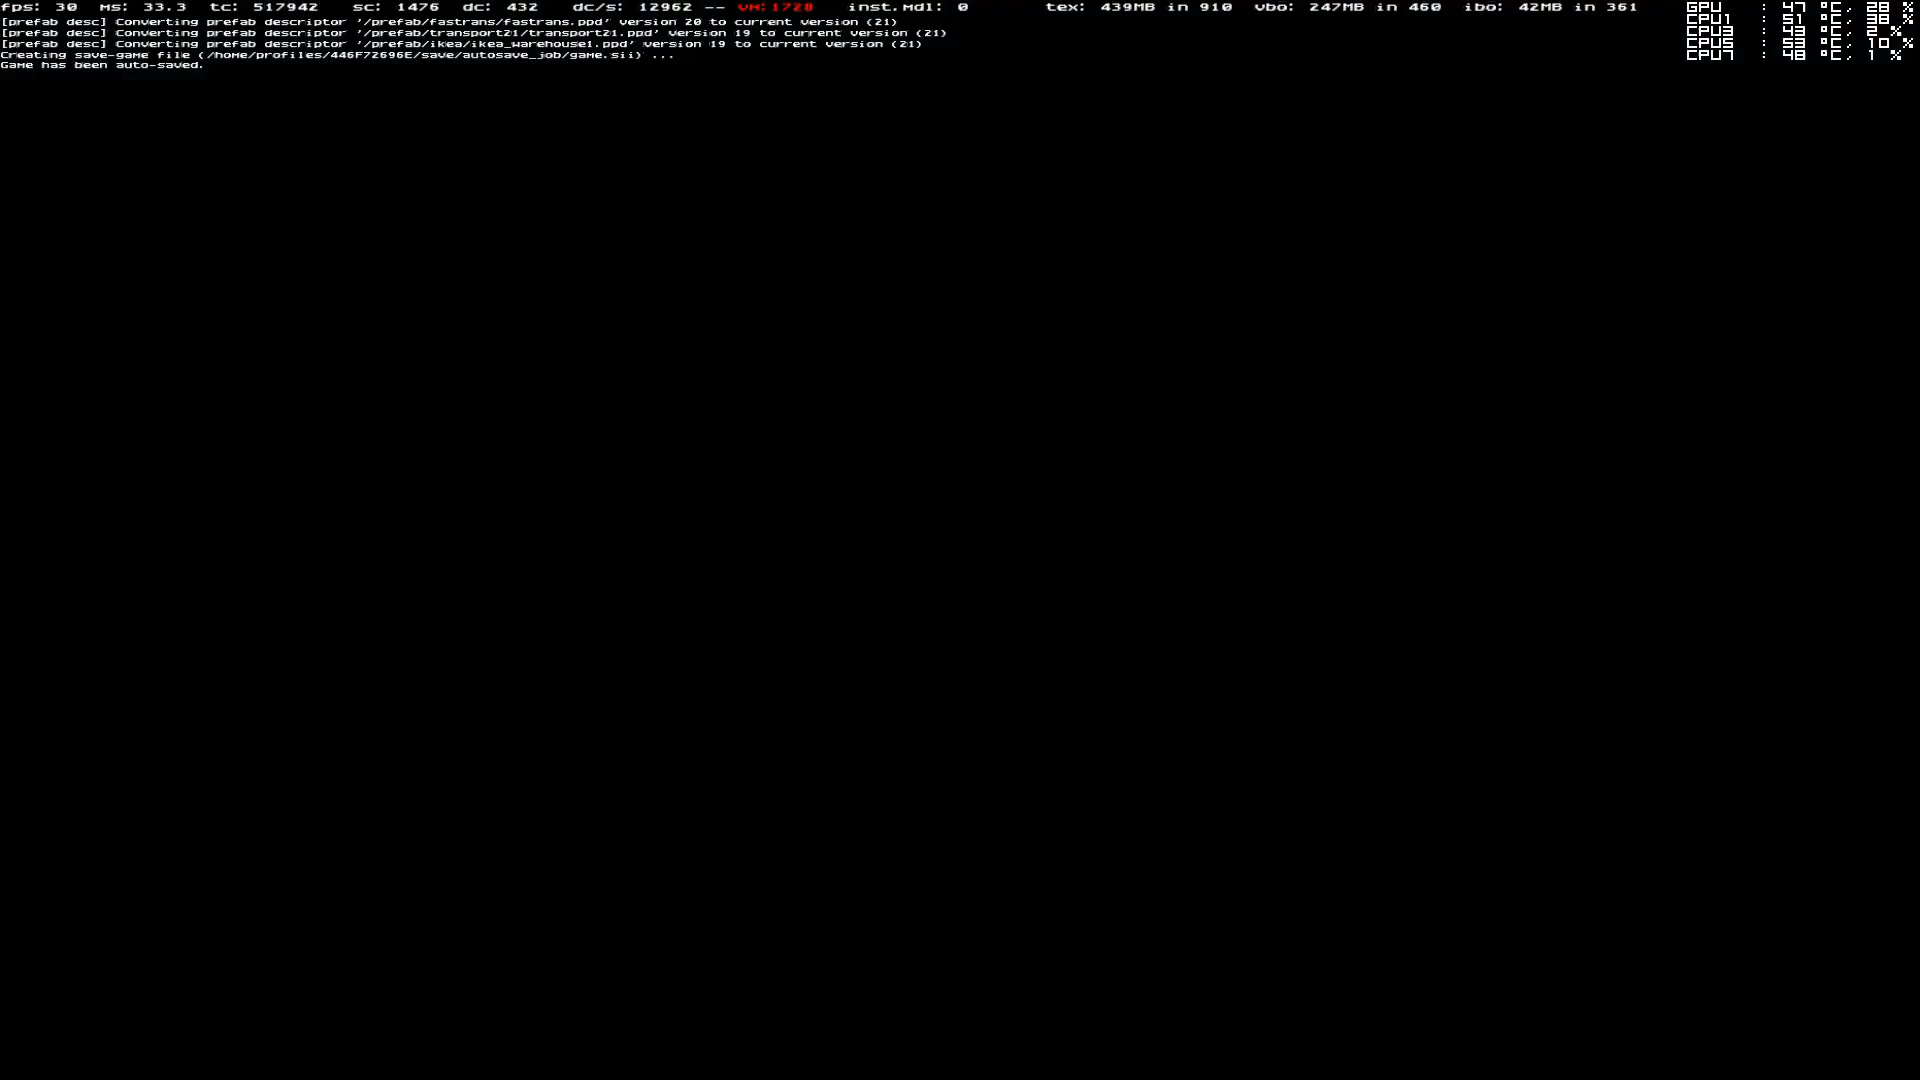 fps: 30 ms: 33.3 tc: 517942 sc: 1476 dc: 432 dc/s: 12962 -- vm:1728 inst.mdl: 0 tex: 439MB in 910 vbo: 247MB in 460 ibo: 42MB in 361
[prefab desc] Converting prefab descriptor '/prefab/fastrans/fastrans.ppd' version 20 to current version (21)
[prefab desc] Converting prefab descriptor '/prefab/transport21/transport21.ppd' version 19 to current version (21)
[prefab desc] Converting prefab descriptor '/prefab/ikea/ikea_warehouse1.ppd' version 19 to current version (21)
Creating save-game file (/home/profiles/446F72696E/save/autosave_job/game.sii) ...
Game has been auto-saved.
GPU : 47 °C, 28 %
CPU1 : 51 °C, 38 %
CPU3 : 43 °C, 2 %
CPU5 : 53 °C, 10 %
CPU7 : 48 °C, 1 %